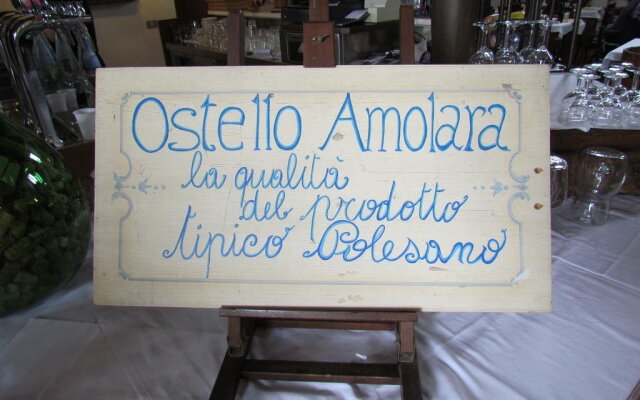 Ostello Amolara
la qualità
del prodotto
tipico Polesano